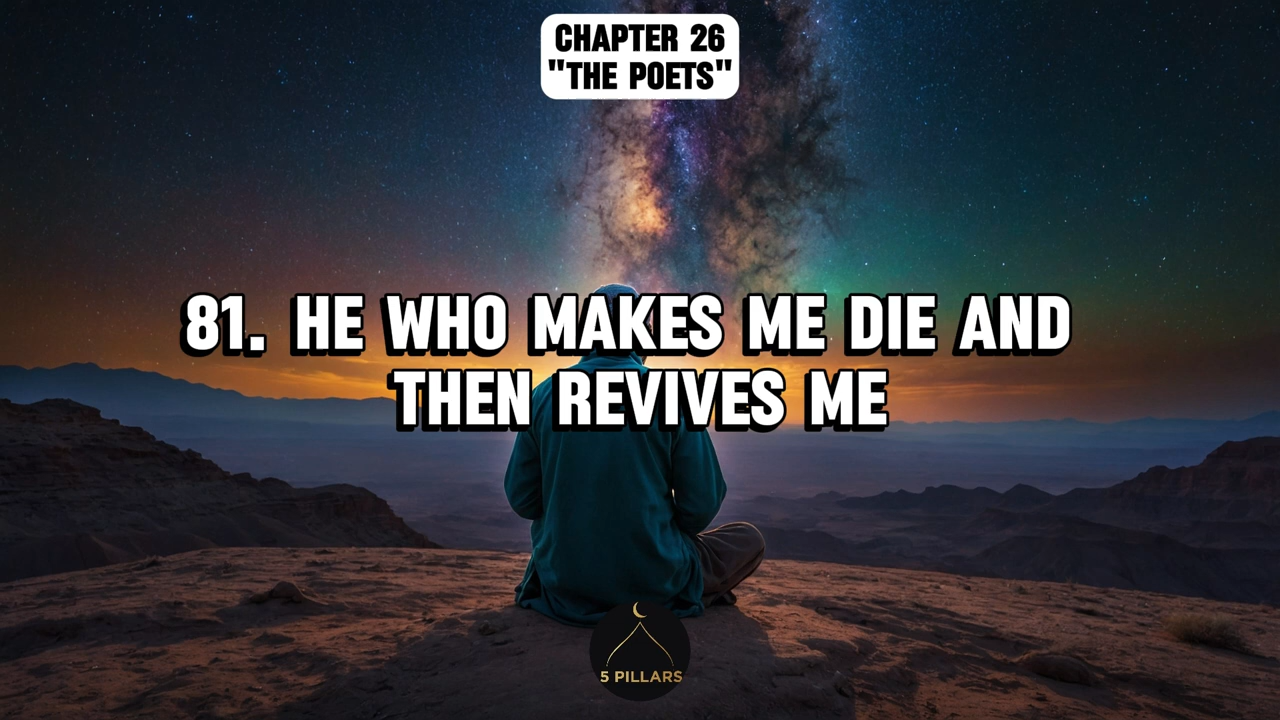 CHAPTER 26
"THE POETS"
81. HE WHO MAKES ME DIE AND
THEN REVIVES ME
5 PILLARS